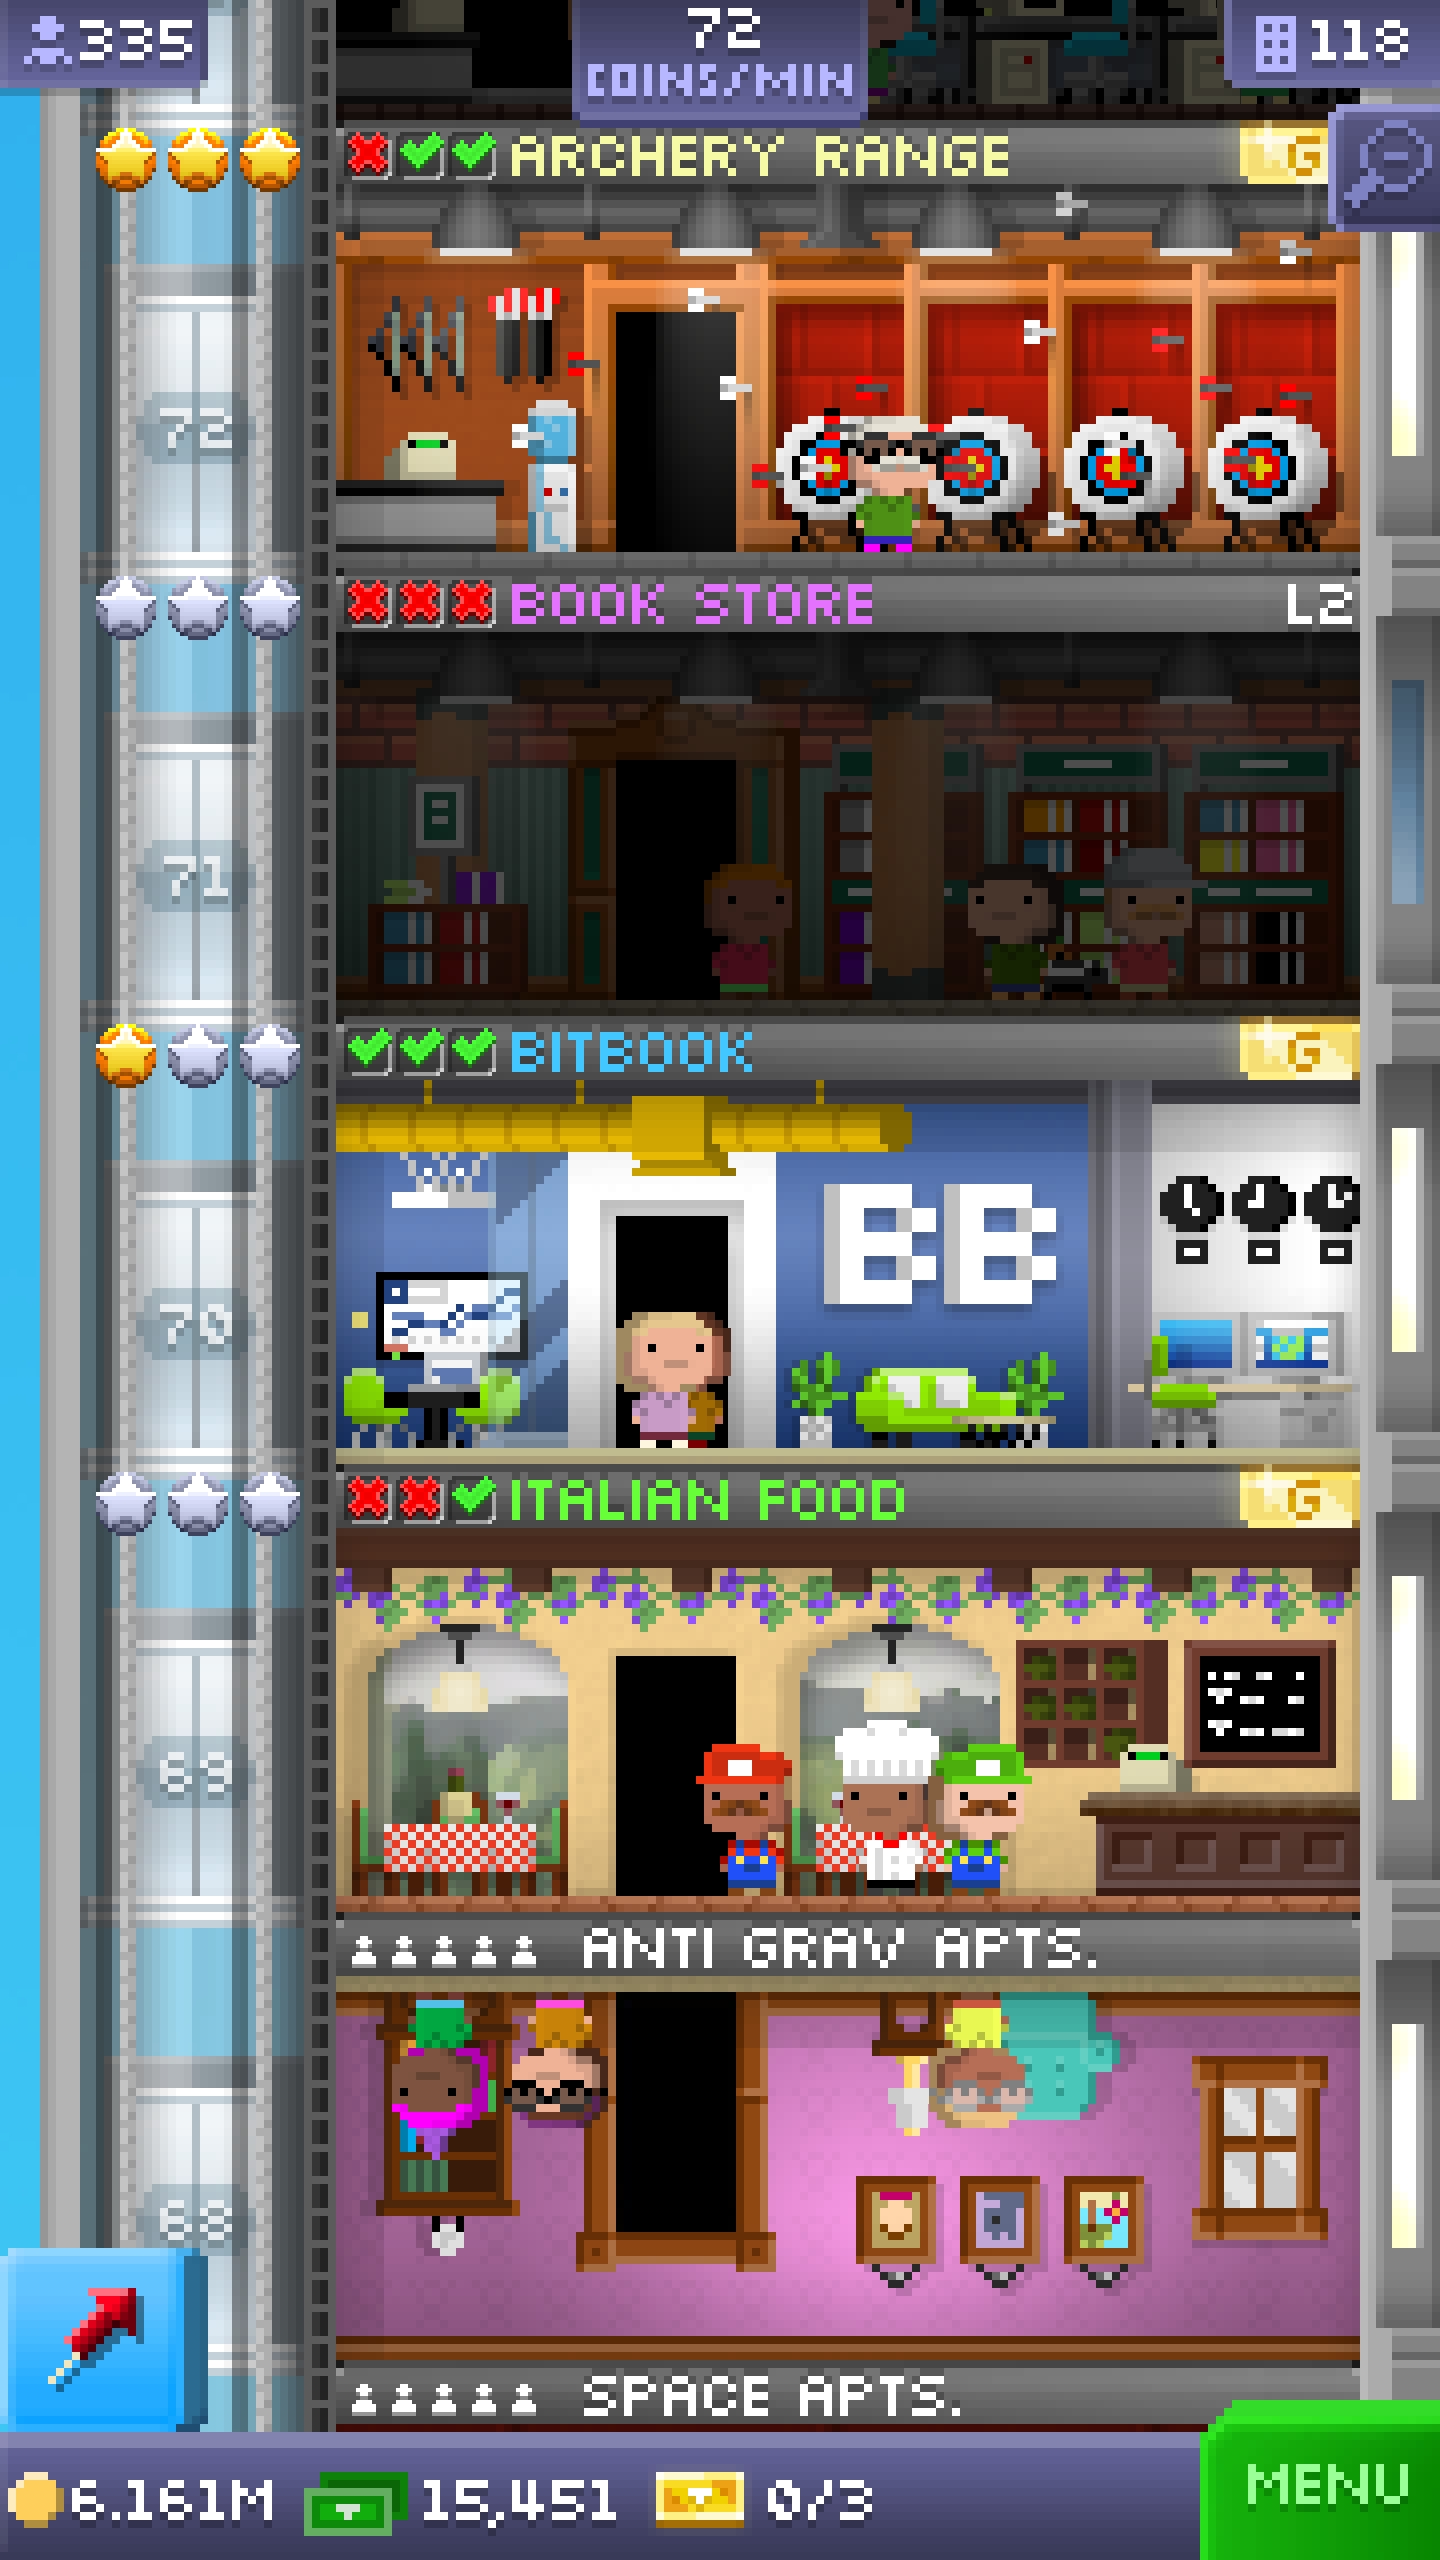 335
72
COINS/MIN
118
ARCHERY RANGE
G
72
BOOK STORE
L2
71
BITBOOK
G
BB
70
ITALIAN FOOD
G
69
ANTI GRAV APTS.
68
SPACE APTS.
6.161M
15,451
0/3
MENU